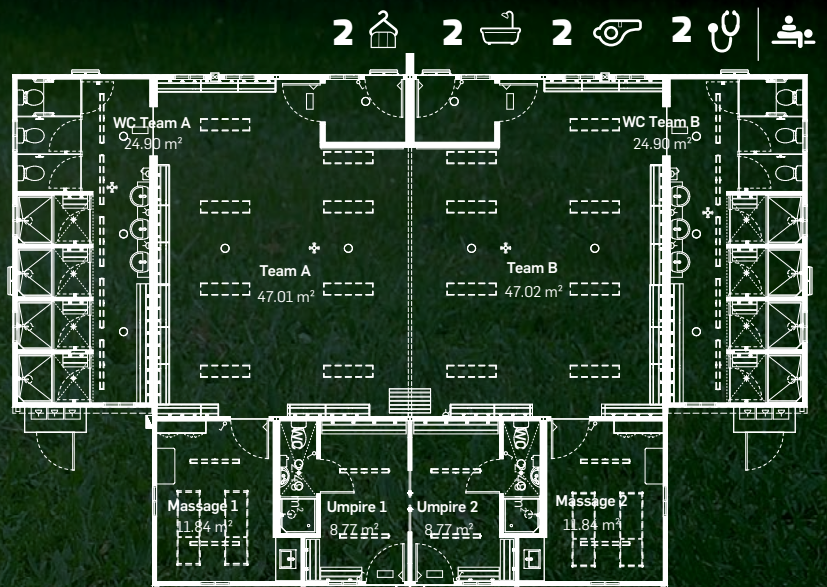 2 2 2 2
WC Team A
24.90 m²
WC Team B
24.90 m²
Team A
47.01 m²
Team B
47.02 m²
WC
WC
Massage 1
11.84 m²
Umpire 1
8.77 m²
Umpire 2
8.77 m²
Massage 2
11.84 m²